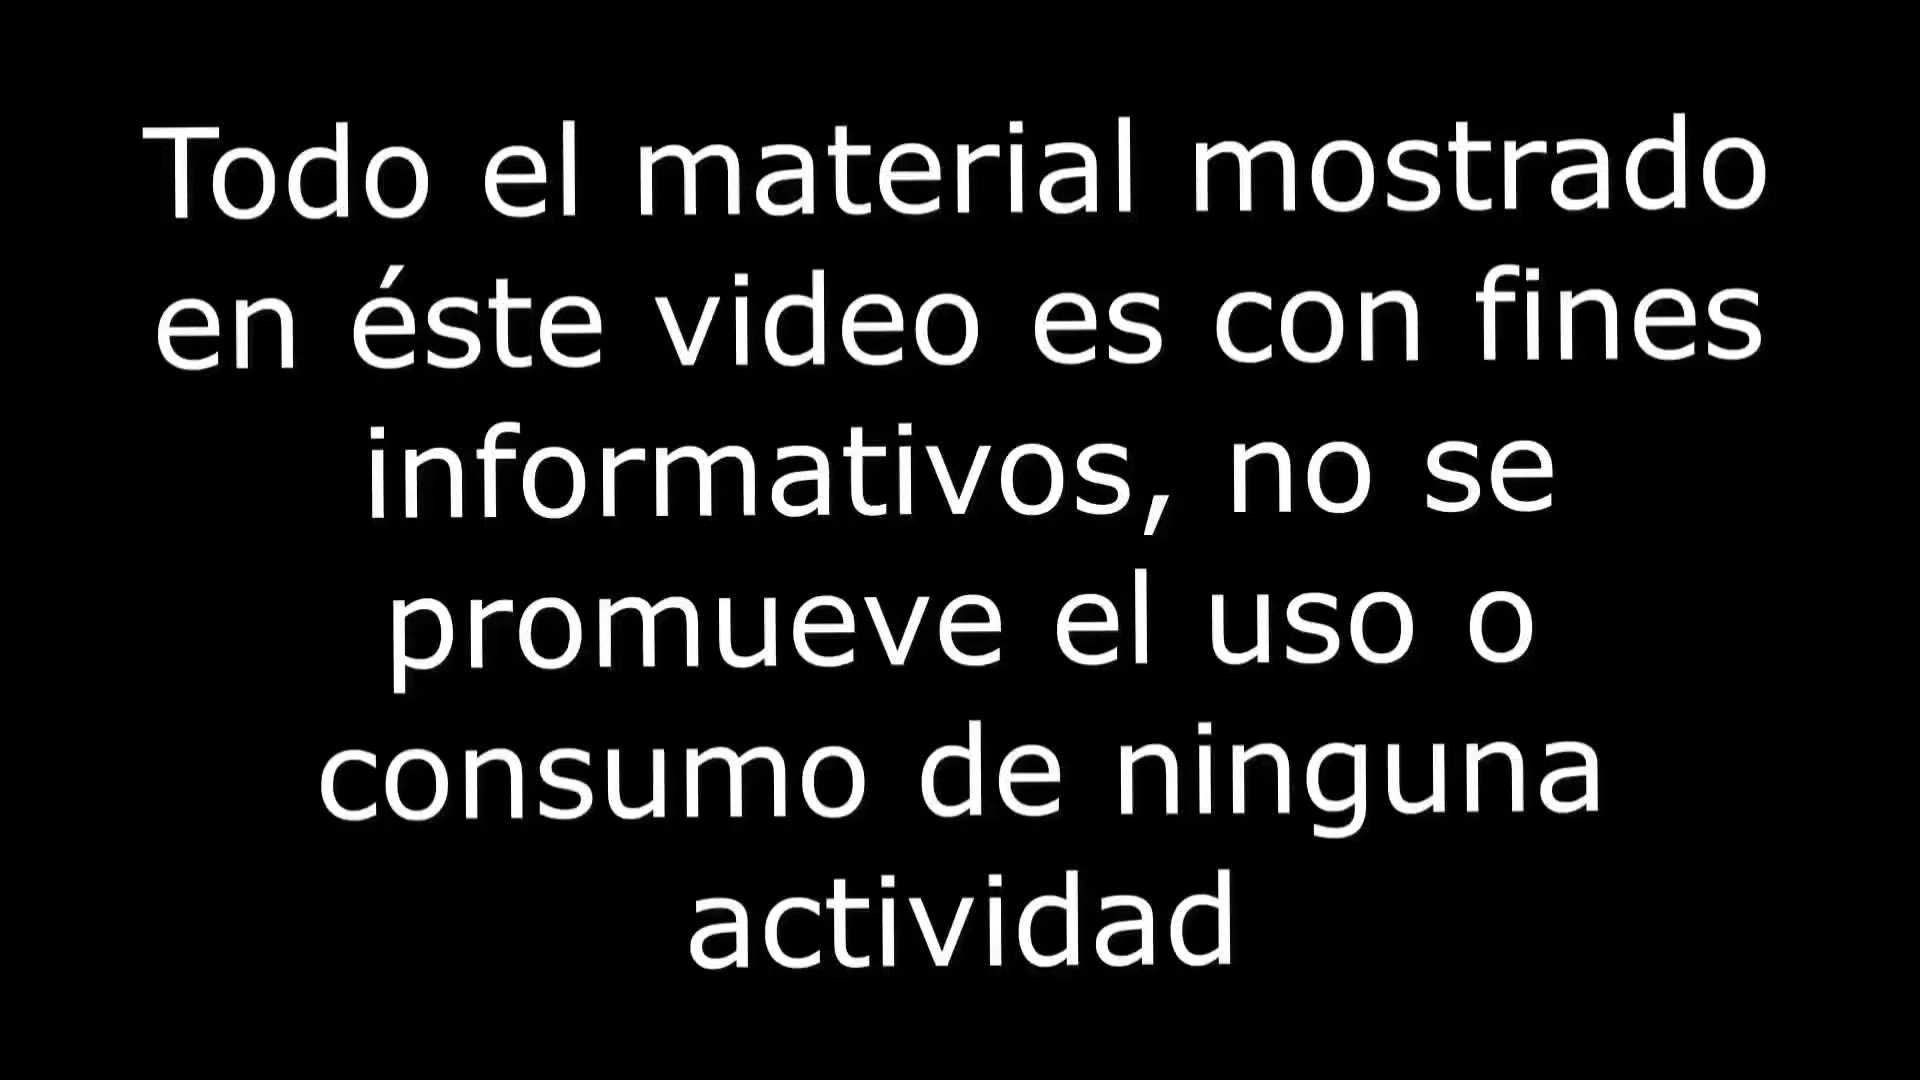 Todo el material mostrado
en éste video es con fines
informativos, no se
promueve el uso o
consumo de ninguna
actividad